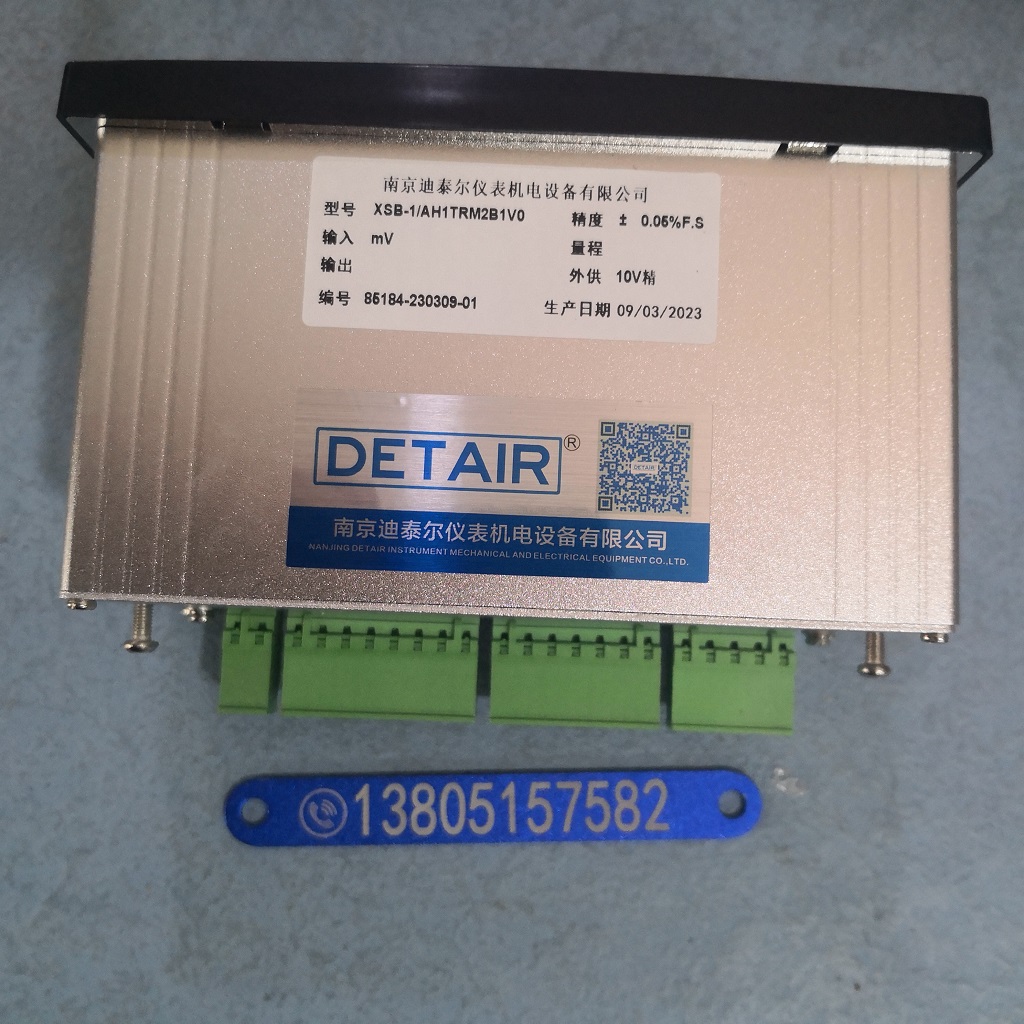 南京迪泰尔仪表机电设备有限公司
型号 XSB-1/AH1TRM2B1V0 精度 ± 0.05%F.S
输入 mV 量程
输出 外供 10V精
编号 85184-230309-01 生产日期 09/03/2023
DETAIR®
DETAIR
南京迪泰尔仪表机电设备有限公司
NANJING DETAIR INSTRUMENT MECHANICAL AND ELECTRICAL EQUIPMENT CO.,LTD.
13805157582